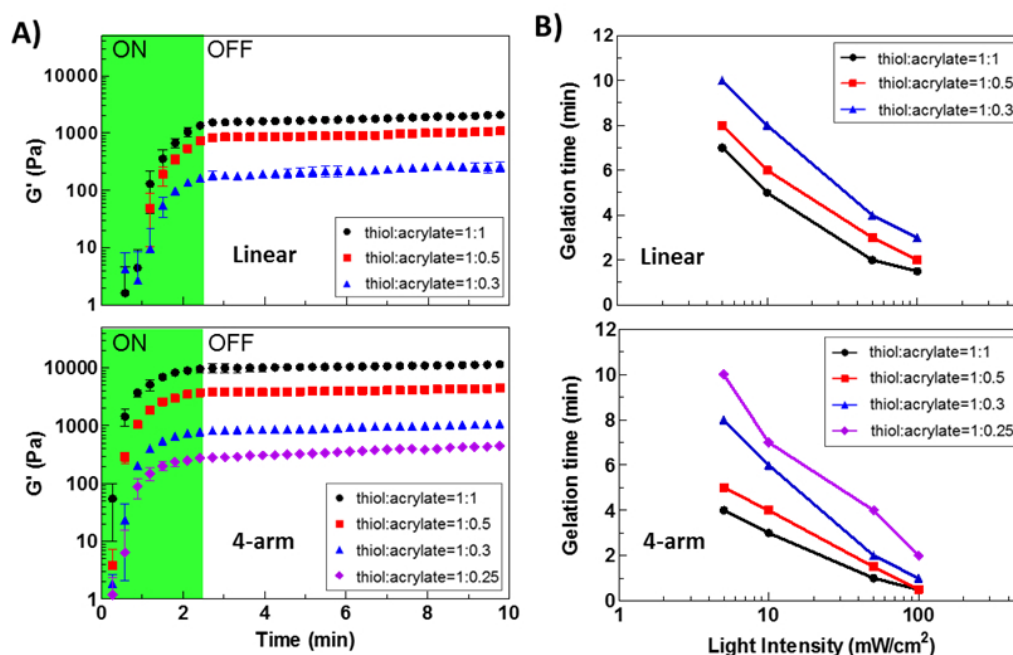 A)
ON OFF
10000
1000
100
10
1
G' (Pa)
thiol:acrylate=1:1
thiol:acrylate=1:0.5
thiol:acrylate=1:0.3
Linear
ON OFF
10000
1000
100
10
1
G' (Pa)
thiol:acrylate=1:1
thiol:acrylate=1:0.5
thiol:acrylate=1:0.3
thiol:acrylate=1:0.25
4-arm
0 2 4 6 8 10
Time (min)
B)
12
10
8
6
4
2
0
Gelation time (min)
thiol:acrylate=1:1
thiol:acrylate=1:0.5
thiol:acrylate=1:0.3
Linear
12
10
8
6
4
2
0
Gelation time (min)
thiol:acrylate=1:1
thiol:acrylate=1:0.5
thiol:acrylate=1:0.3
thiol:acrylate=1:0.25
4-arm
1 10 100
Light Intensity (mW/cm²)